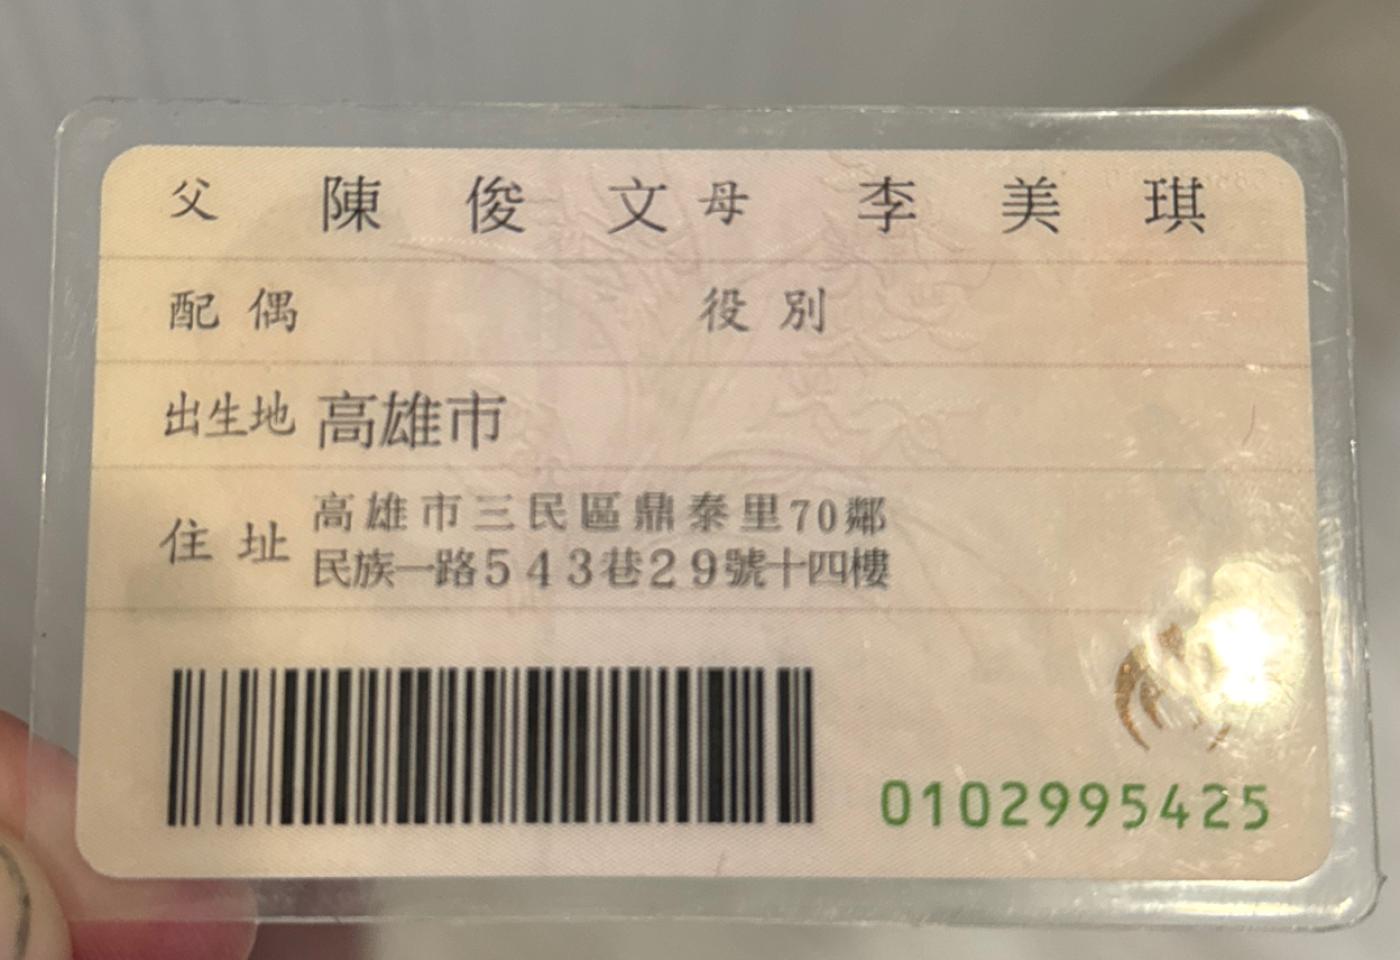 父 陳俊文 母 李美琪
配偶 役別
出生地 高雄市
住址 高雄市三民區鼎泰里70鄰
民族一路543巷29號十四樓
0102995425